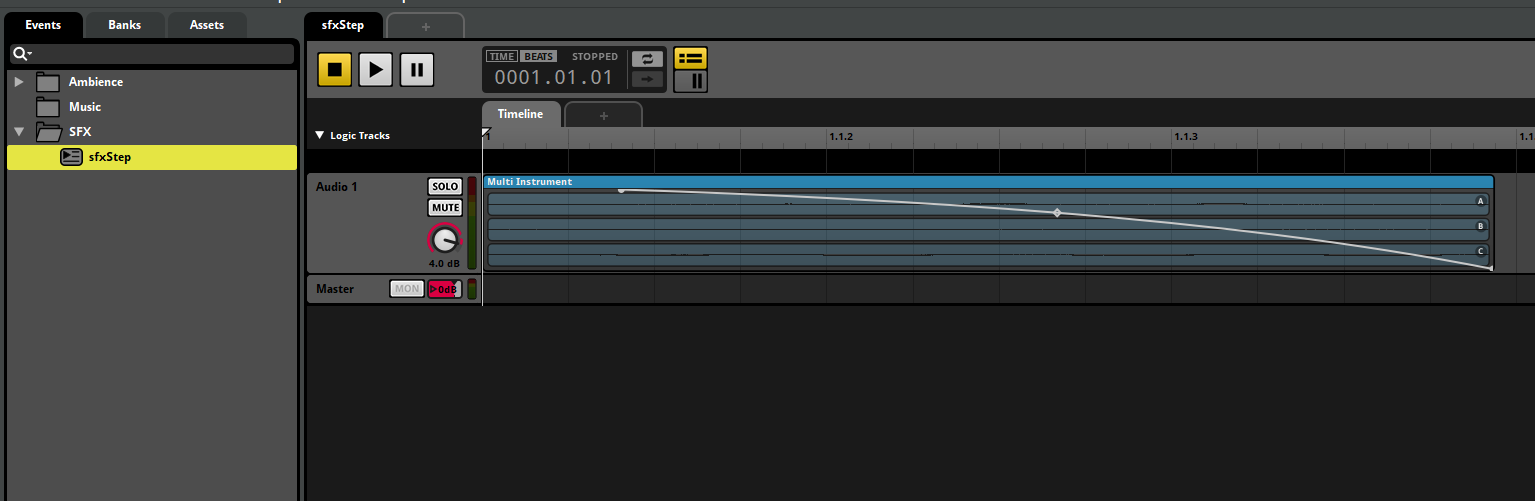 Events Banks Assets
sfxStep +
TIME BEATS STOPPED
0001.01.01
Ambience
Music
SFX
sfxStep
Timeline +
Logic Tracks
1 1.1.2 1.1.3 1.1
Audio 1 SOLO
MUTE
4.0 dB
Multi Instrument
A
B
C
Master MON 0dB